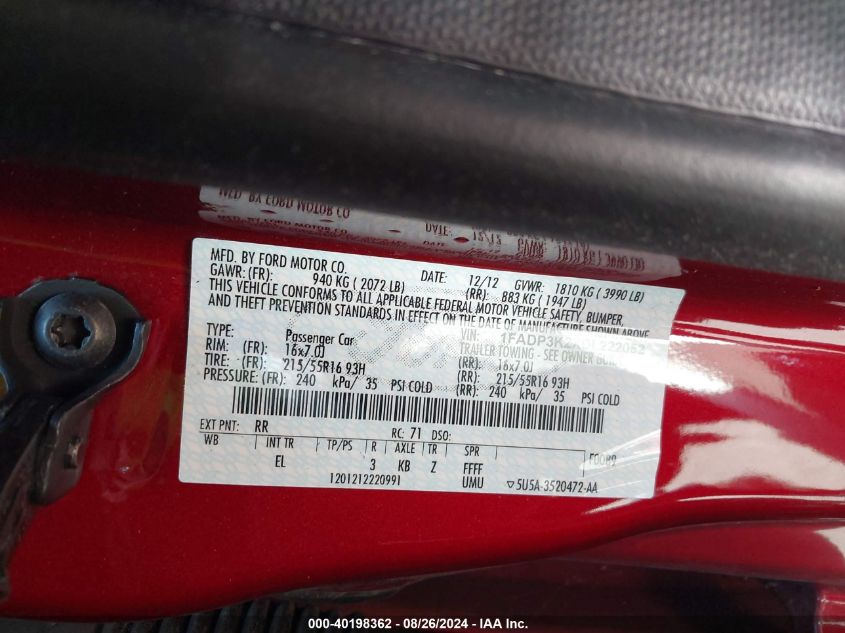 MFD. BY FORD MOTOR CO.
DATE: 12/12 GVWR: 1810 KG ( 3990 LB)
GAWR: (FR): 940 KG ( 2072 LB) (RR): 883 KG ( 1947 LB)
THIS VEHICLE CONFORMS TO ALL APPLICABLE FEDERAL MOTOR VEHICLE SAFETY, BUMPER,
AND THEFT PREVENTION STANDARDS IN EFFECT ON THE DATE OF MANUFACTURE SHOWN ABOVE
VIN:
TYPE: Passenger Car TRAILER TOWING - SEE OWNER
RIM: (FR): 16x7.0J (RR): 16x7.0J
TIRE: (FR): 215/55R16 93H (RR): 215/55R16 93H
PRESSURE: (FR): 240 kPa/ 35 PSI COLD (RR): 240 kPa/ 35 PSI COLD
EXT PNT: RR RC: 71 DSO:
WB INT TR TP/PS R AXLE TR SPR
EL 3 KB Z FFFF
1201212220991 UMU ▽5U5A-3520472-AA
000-40198362 - 08/26/2024 - IAA Inc.